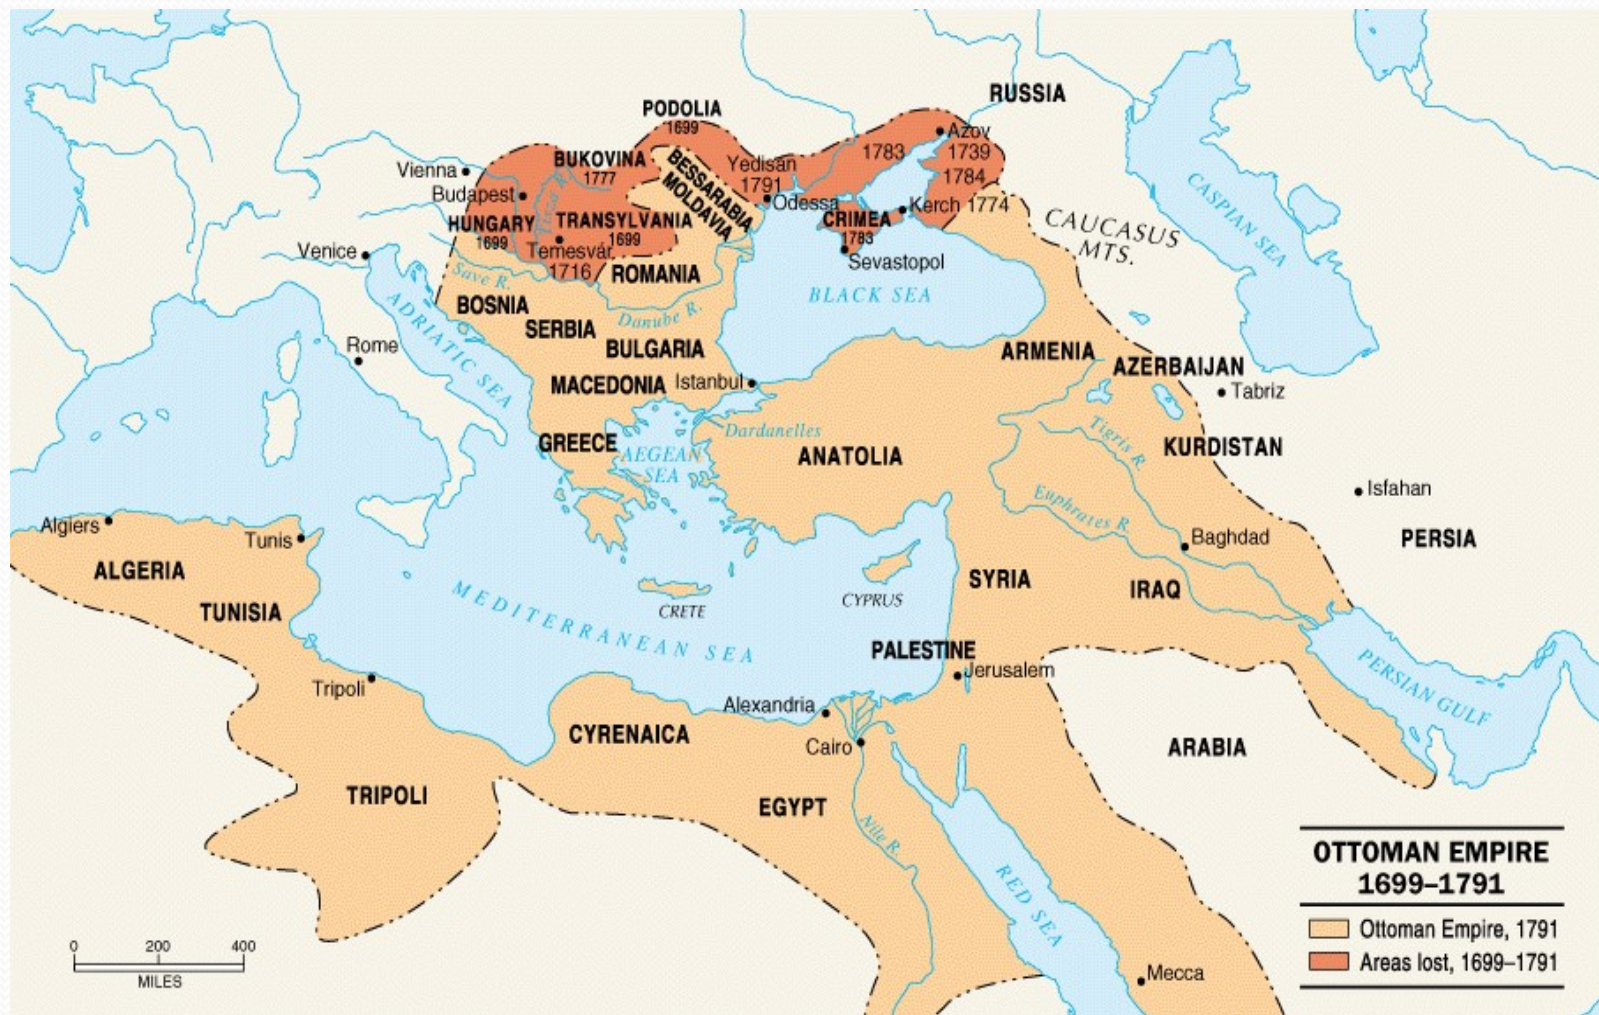 RUSSIA
PODOLIA
1699
Azov
1739
1783
1784
BUKOVINA
1777
BESSARABIA
MOLDAVIA
Yedisan
1791
Odessa
Vienna
Budapest
Tisza R.
HUNGARY
1699
TRANSYLVANIA
1699
Temesvár
1716
CRIMEA
1783
Kerch 1774
Sevastopol
CAUCASUS
MTS.
CASPIAN SEA
Venice
Save R.
ROMANIA
BLACK SEA
BOSNIA
SERBIA
Danube R.
BULGARIA
ADRIATIC SEA
Rome
MACEDONIA
Istanbul
ARMENIA
AZERBAIJAN
Tabriz
GREECE
AEGEAN
SEA
Dardanelles
ANATOLIA
Tigris R.
KURDISTAN
Euphrates R.
Isfahan
PERSIA
Baghdad
Algiers
Tunis
ALGERIA
TUNISIA
MEDITERRANEAN SEA
CRETE
CYPRUS
SYRIA
IRAQ
PALESTINE
Jerusalem
PERSIAN GULF
Tripoli
Alexandria
CYRENAICA
Cairo
ARABIA
TRIPOLI
EGYPT
Nile R.
RED SEA
Mecca
OTTOMAN EMPIRE
1699–1791
Ottoman Empire, 1791
Areas lost, 1699–1791
0 200 400
MILES